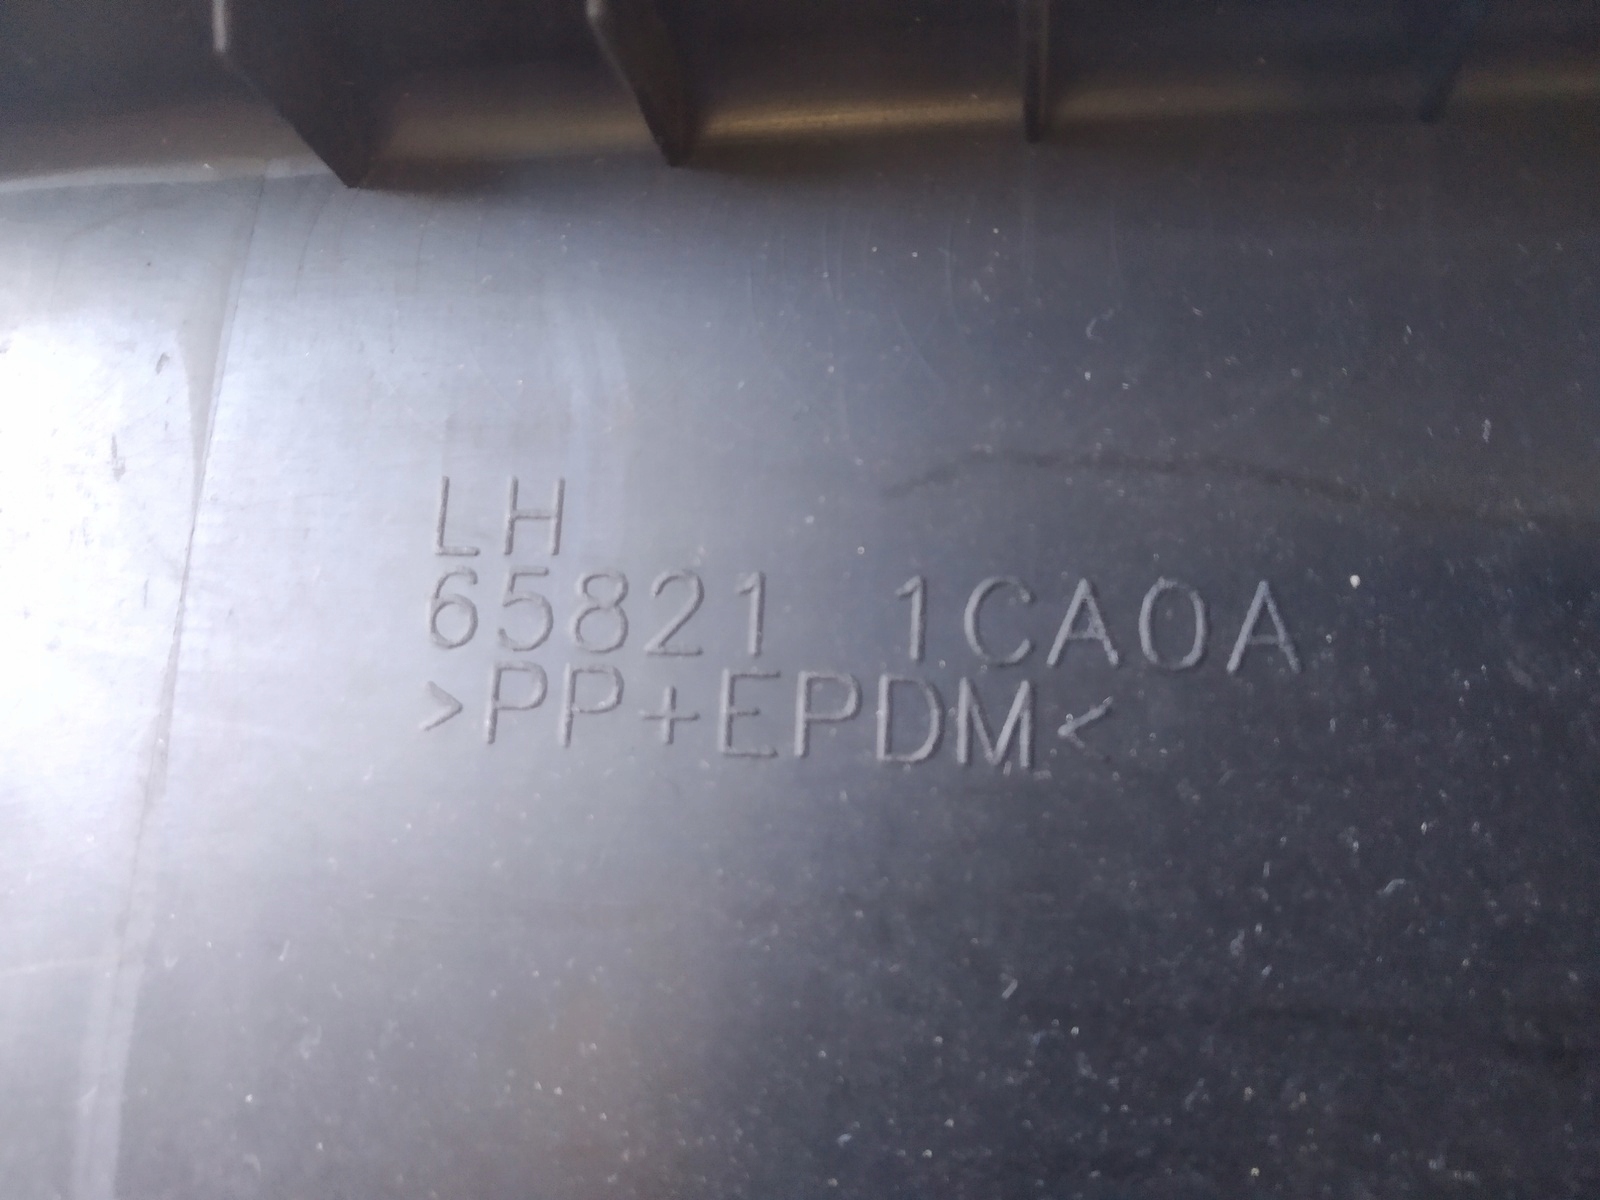 LH
65821 1CA0A
>PP+EPDM<